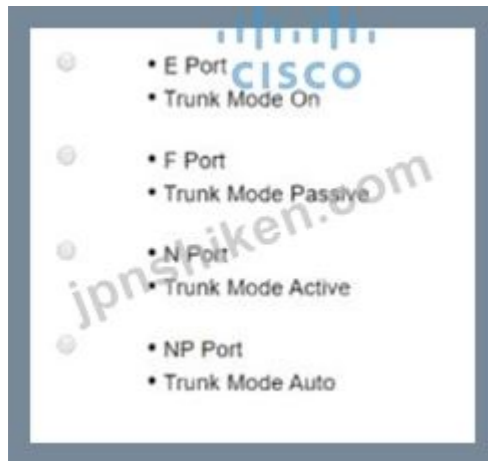 CISCO
• E Port
• Trunk Mode On
• F Port
• Trunk Mode Passive
• N Port
• Trunk Mode Active
• NP Port
• Trunk Mode Auto
jpnshiken.com